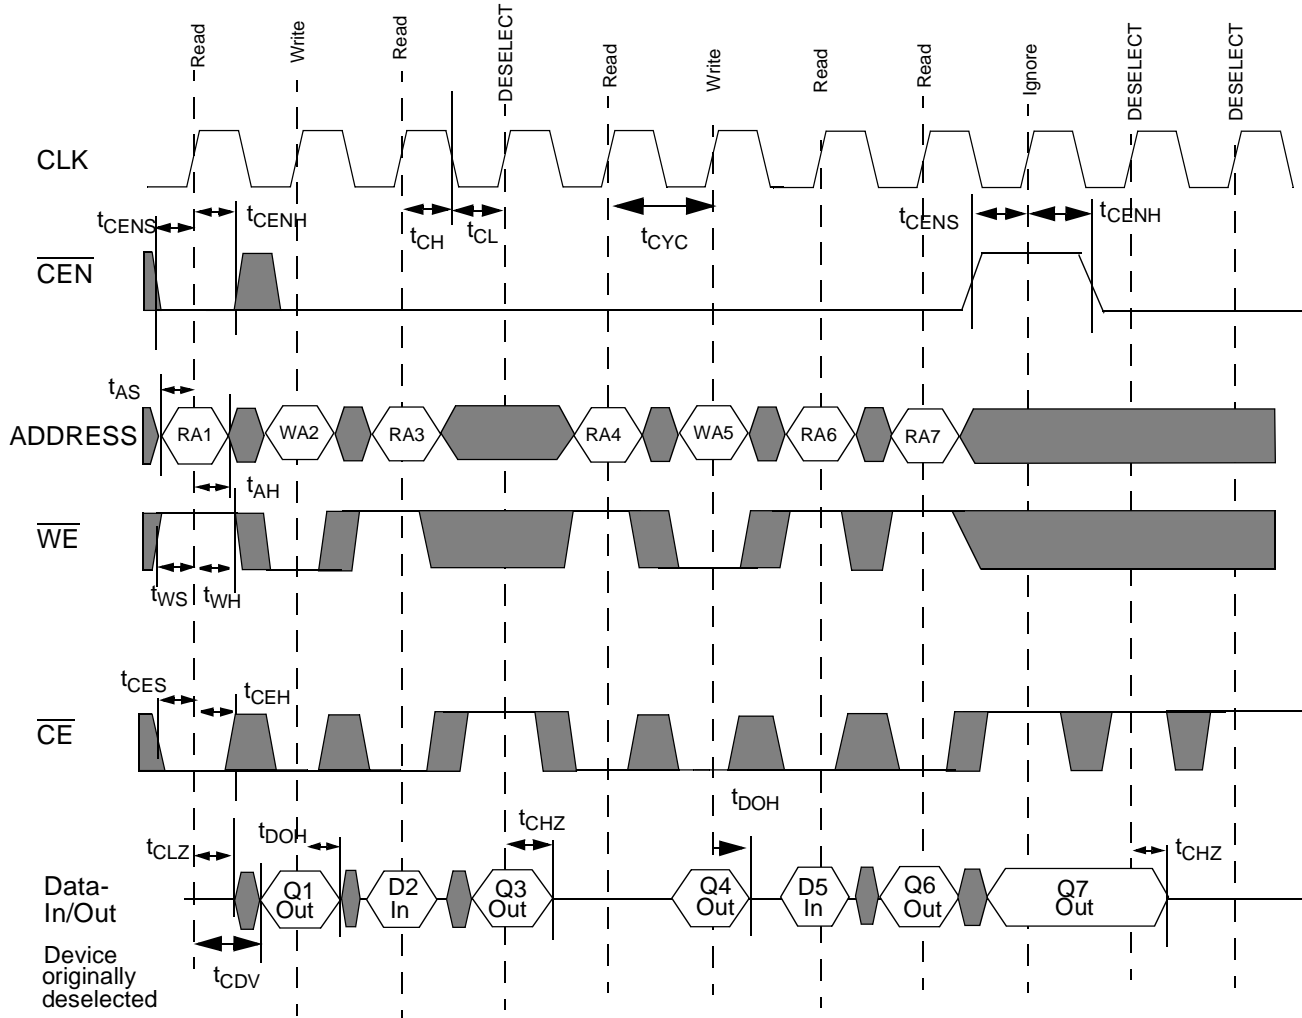 Read
Write
Read
DESELECT
Read
Write
Read
Read
Ignore
DESELECT
DESELECT
CLK
tCENS
tCENH
tCH
tCL
tCYC
tCENS
tCENH
CEN
tAS
ADDRESS
RA1
WA2
RA3
RA4
WA5
RA6
RA7
tAH
WE
tWS
tWH
tCES
tCEH
CE
tCLZ
tDOH
tCHZ
tDOH
tCHZ
Data-
In/Out
Q1
Out
D2
In
Q3
Out
Q4
Out
D5
In
Q6
Out
Q7
Out
Device
originally
deselected
tCDV